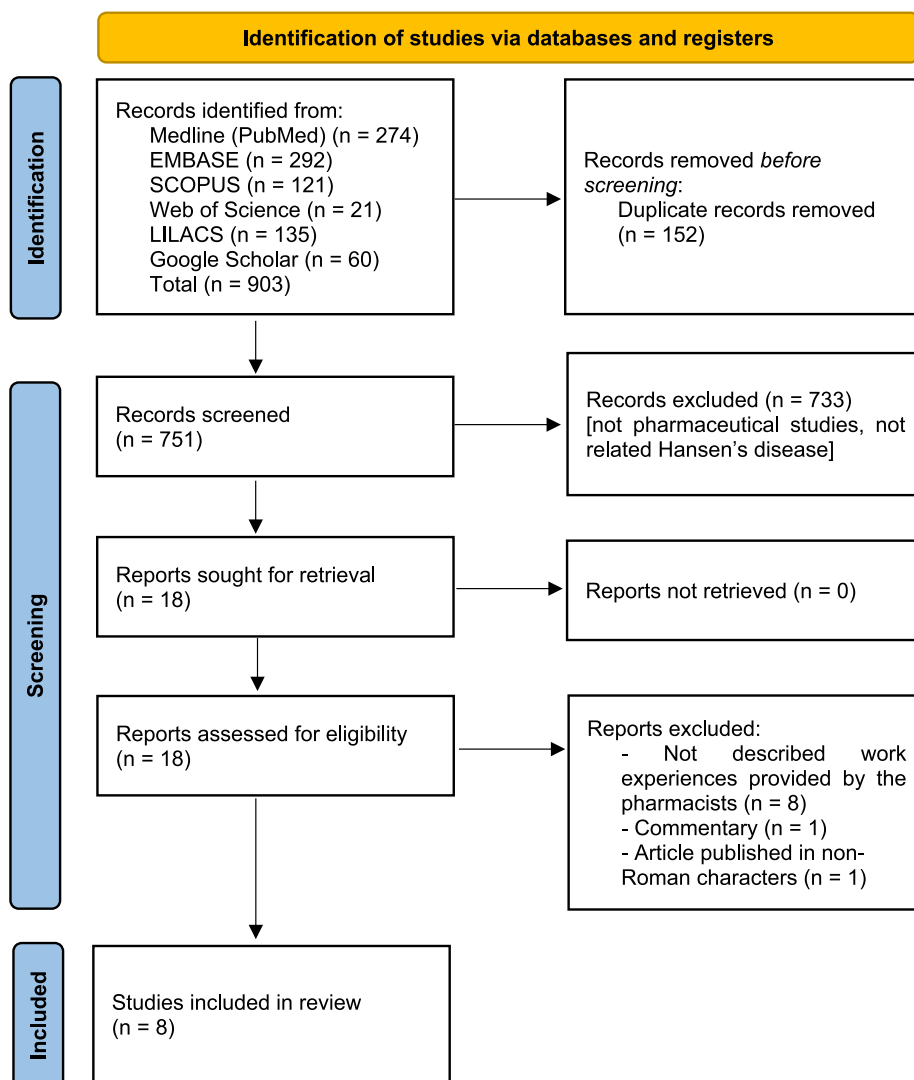 Identification of studies via databases and registers
Identification
Records identified from:
Medline (PubMed) (n = 274)
EMBASE (n = 292)
SCOPUS (n = 121)
Web of Science (n = 21)
LILACS (n = 135)
Google Scholar (n = 60)
Total (n = 903)
Records removed before
screening:
Duplicate records removed
(n = 152)
Screening
Records screened
(n = 751)
Records excluded (n = 733)
[not pharmaceutical studies, not
related Hansen's disease]
Reports sought for retrieval
(n = 18)
Reports not retrieved (n = 0)
Reports assessed for eligibility
(n = 18)
Reports excluded:
- Not described work
experiences provided by the
pharmacists (n = 8)
- Commentary (n = 1)
- Article published in non-
Roman characters (n = 1)
Included
Studies included in review
(n = 8)